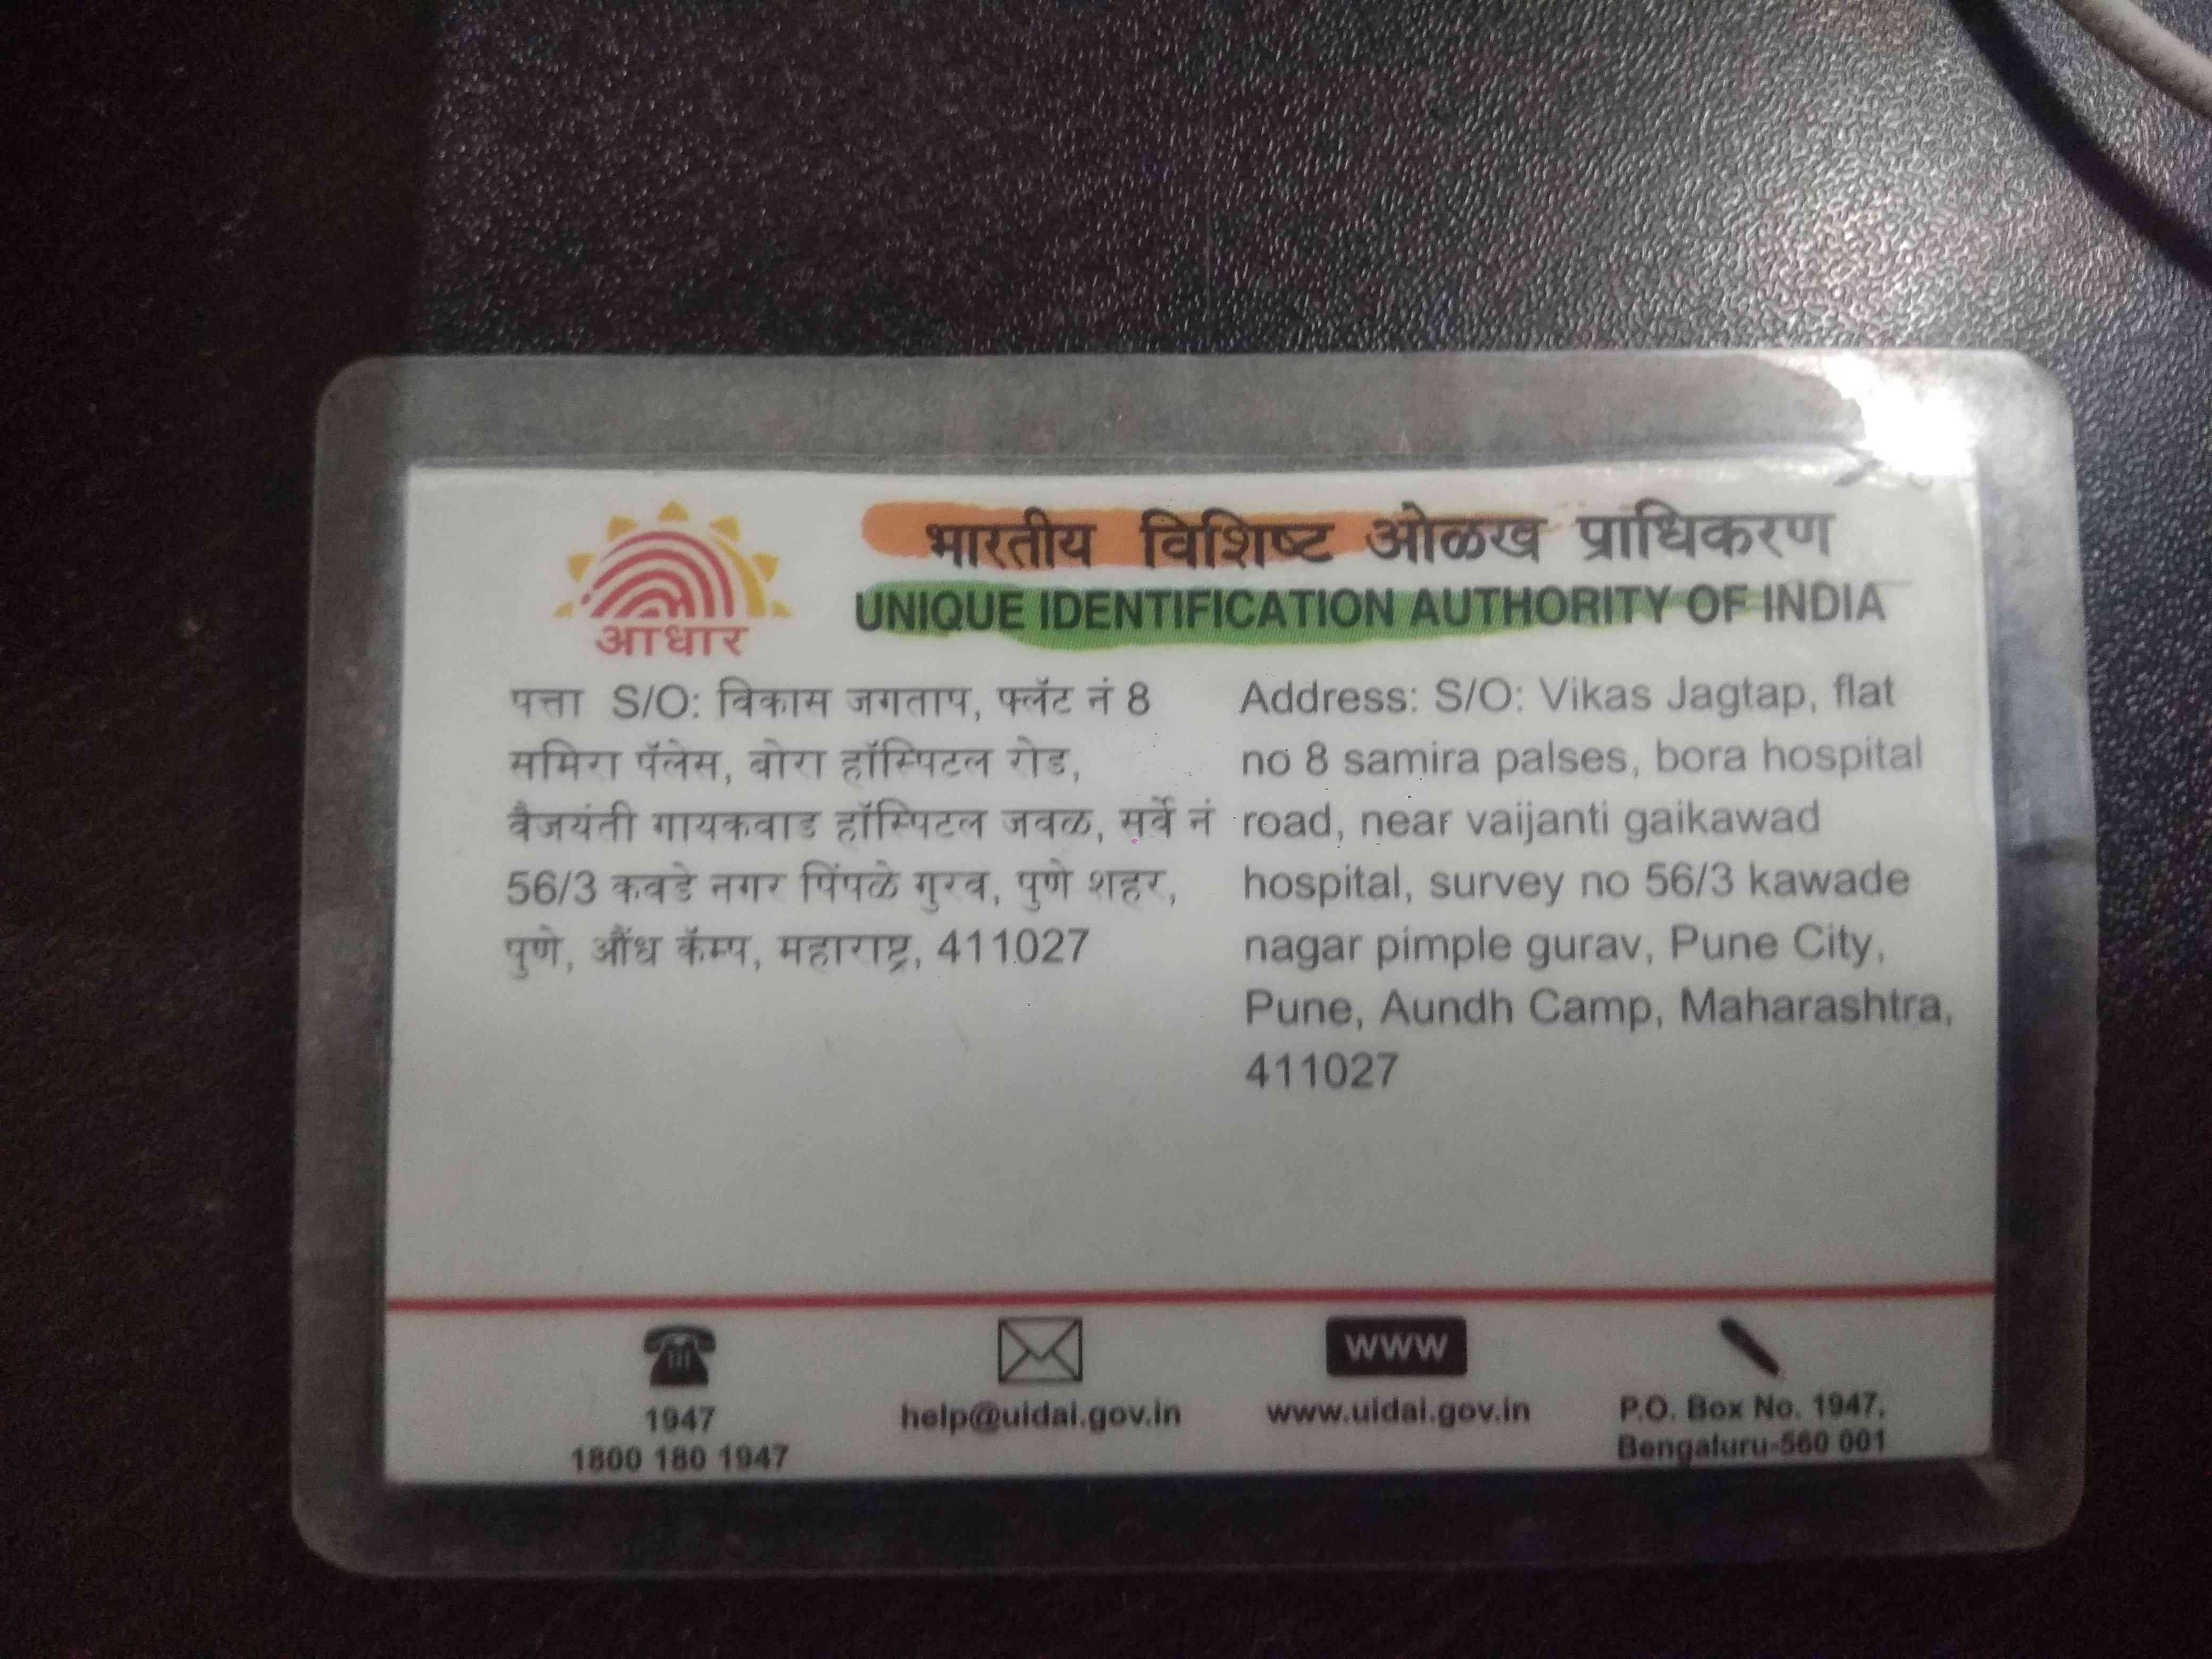 आधार
भारतीय विशिष्ट ओळख प्राधिकरण
UNIQUE IDENTIFICATION AUTHORITY OF INDIA
पत्ता S/O: विकास जगताप, फ्लॅट नं 8
समिरा पॅलेस, बोरा हॉस्पिटल रोड,
वैजयंती गायकवाड हॉस्पिटल जवळ, सर्वे नं
56/3 कवडे नगर पिंपळे गुरव, पुणे शहर,
पुणे, औंध कॅम्प, महाराष्ट्र, 411027
Address: S/O: Vikas Jagtap, flat
no 8 samira palses, bora hospital
road, near vaijanti gaikawad
hospital, survey no 56/3 kawade
nagar pimple gurav, Pune City,
Pune, Aundh Camp, Maharashtra,
411027
1947
1800 180 1947
help@uidai.gov.in
WWW
www.uidai.gov.in
P.O. Box No. 1947,
Bengaluru-560 001